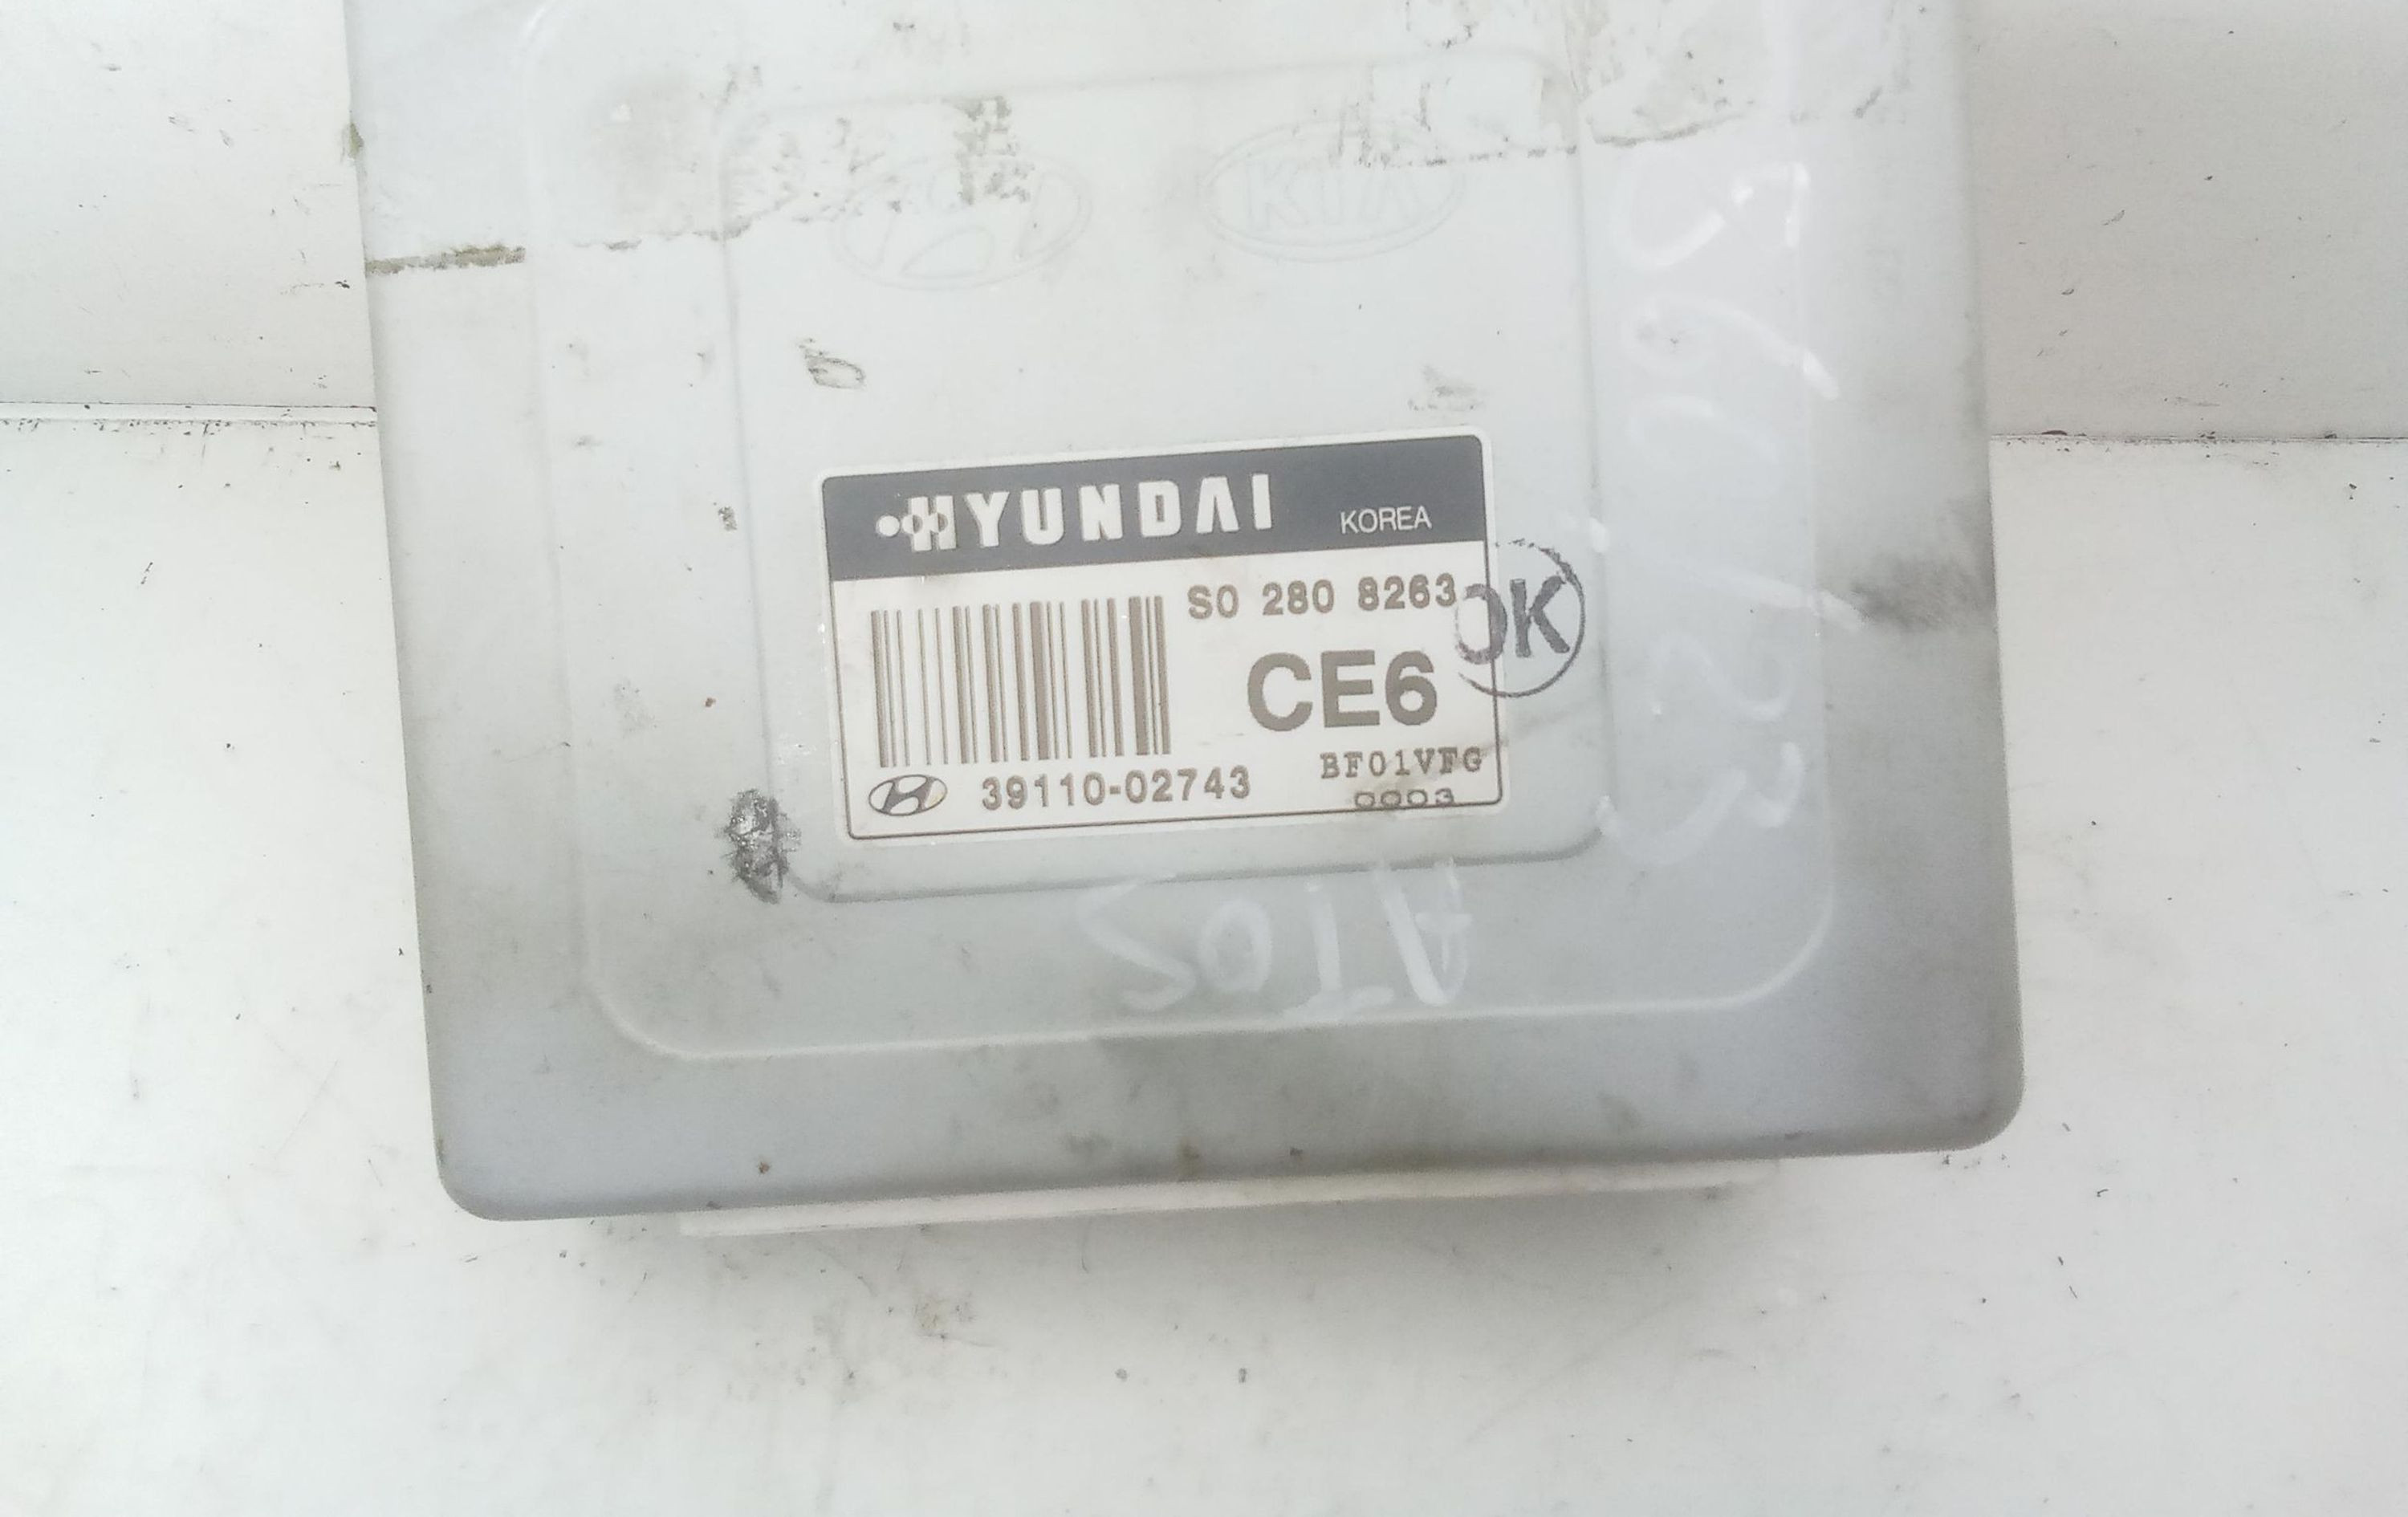 KIA
HYUNDAI KOREA
S0 280 8263
OK
CE6
BF01VFG
39110-02743
0003
ATOS